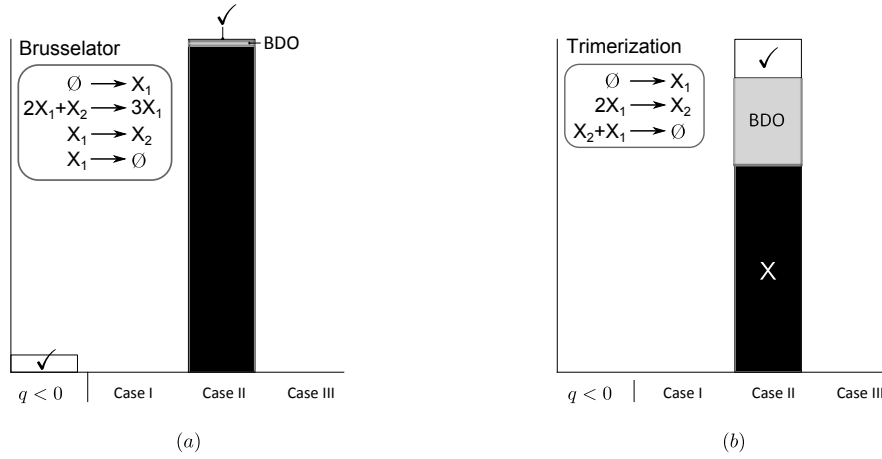 Brusselator
∅ → X₁
2X₁+X₂ → 3X₁
X₁ → X₂
X₁ → ∅
✓
BDO
✓
q < 0
Case I
Case II
Case III
(a)
Trimerization
∅ → X₁
2X₁ → X₂
X₂+X₁ → ∅
✓
BDO
X
q < 0
Case I
Case II
Case III
(b)